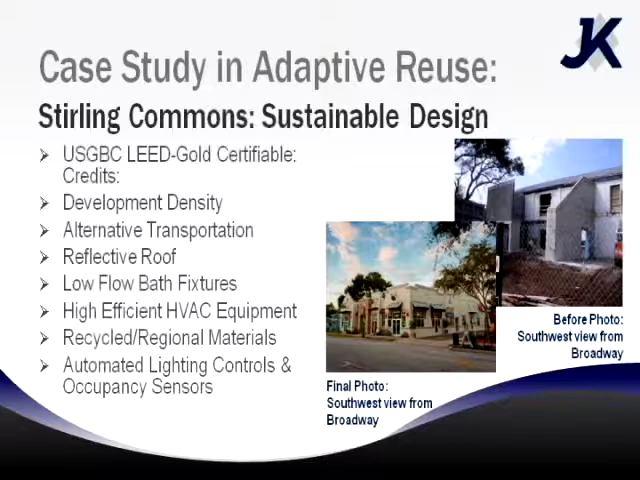 JK
Case Study in Adaptive Reuse:
Stirling Commons: Sustainable Design
USGBC LEED-Gold Certifiable:
Credits:
Development Density
Alternative Transportation
Reflective Roof
Low Flow Bath Fixtures
High Efficient HVAC Equipment
Recycled/Regional Materials
Automated Lighting Controls &
Occupancy Sensors
Before Photo:
Southwest view from
Broadway
Final Photo:
Southwest view from
Broadway